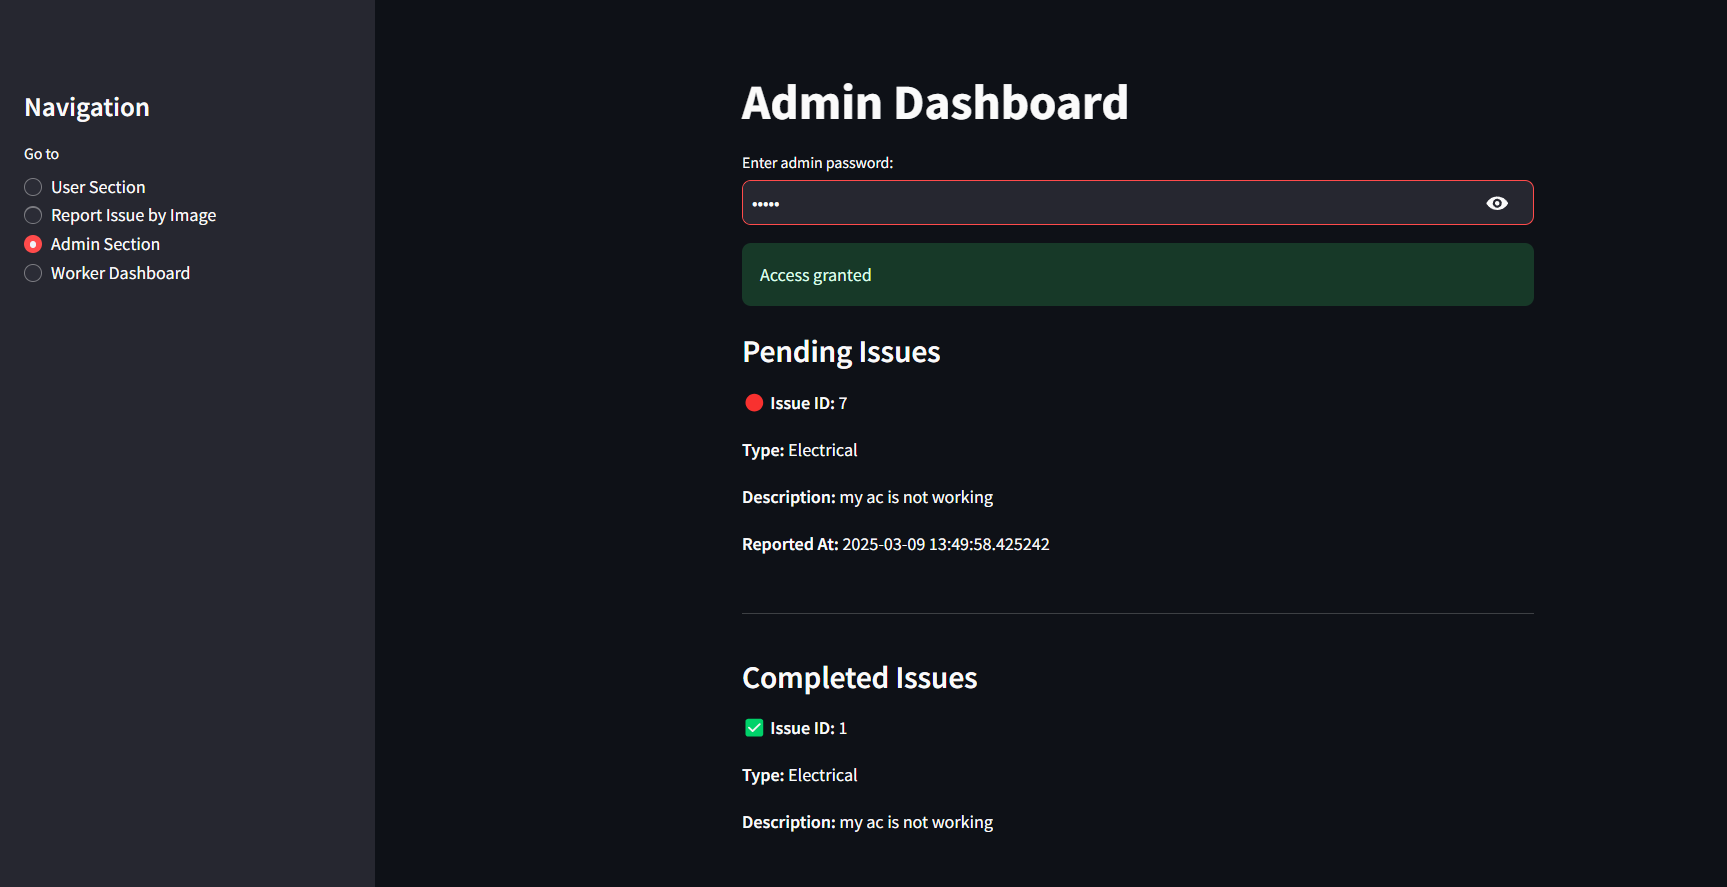 Navigation
Go to
User Section
Report Issue by Image
Admin Section
Worker Dashboard
Admin Dashboard
Enter admin password:
•••••
Access granted
Pending Issues
Issue ID: 7
Type: Electrical
Description: my ac is not working
Reported At: 2025-03-09 13:49:58.425242
Completed Issues
Issue ID: 1
Type: Electrical
Description: my ac is not working